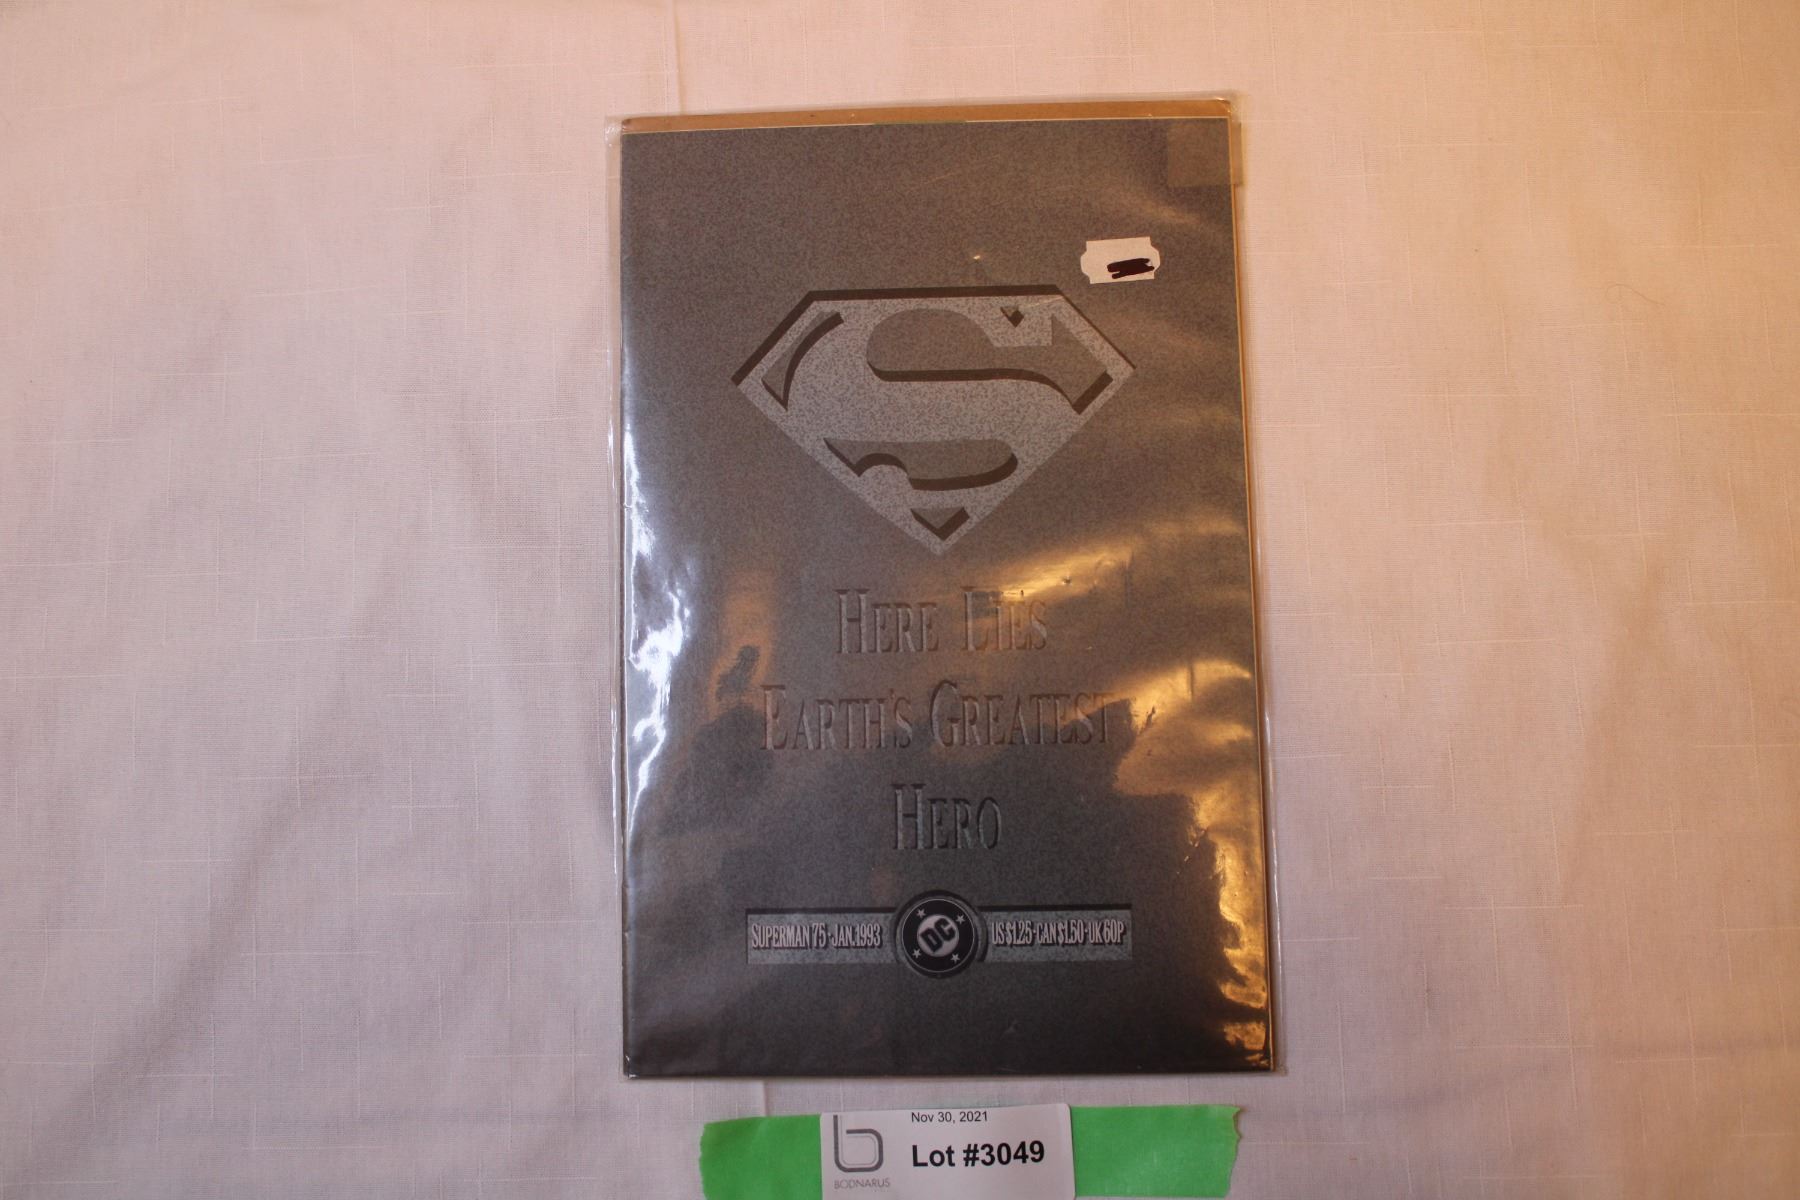 HERE LIES
EARTH'S GREATEST
HERO
SUPERMAN 75·JAN.1993
DC
US$1.25·CAN$1.50·UK 60P
Nov 30, 2021
Lot #3049
BODNARUS